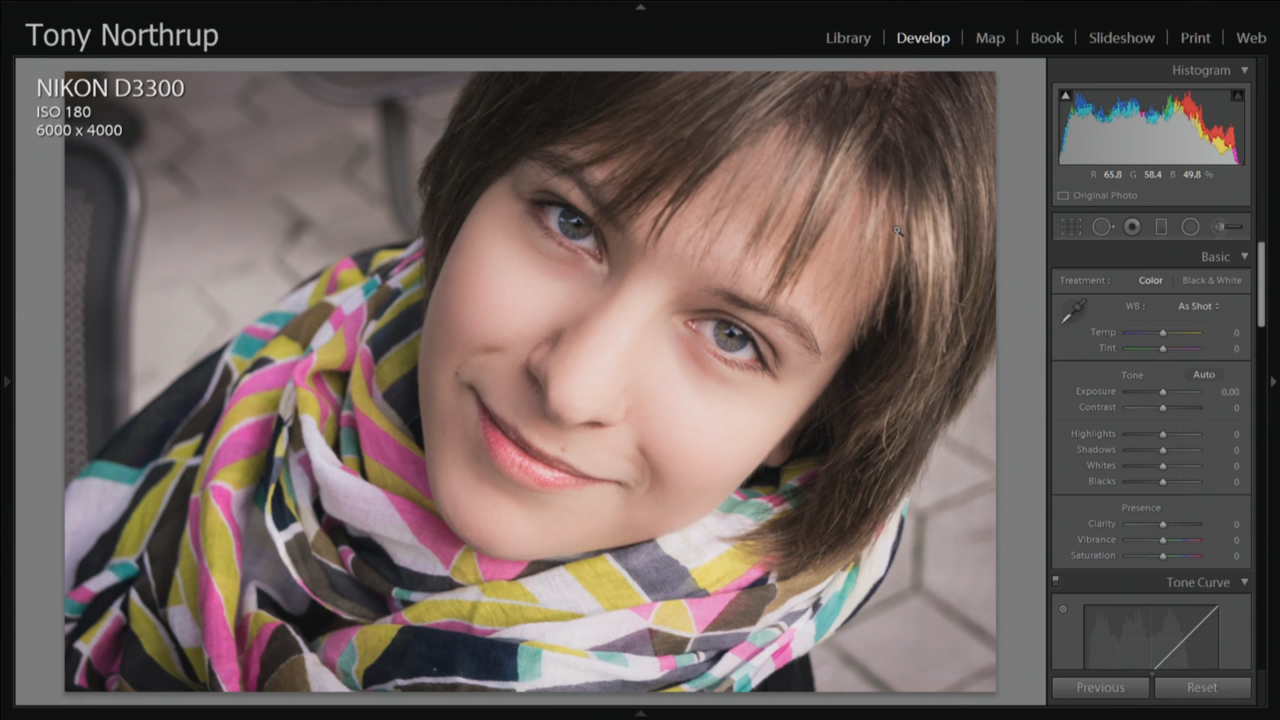 Tony Northrup
Library | Develop | Map | Book | Slideshow | Print | Web
NIKON D3300
ISO 180
6000 x 4000
Histogram
R 65.8 G 58.4 B 49.8 %
Original Photo
Basic
Treatment : Color | Black & White
WB : As Shot
Temp 0
Tint 0
Tone Auto
Exposure 0.00
Contrast 0
Highlights 0
Shadows 0
Whites 0
Blacks 0
Presence
Clarity 0
Vibrance 0
Saturation 0
Tone Curve
Previous Reset